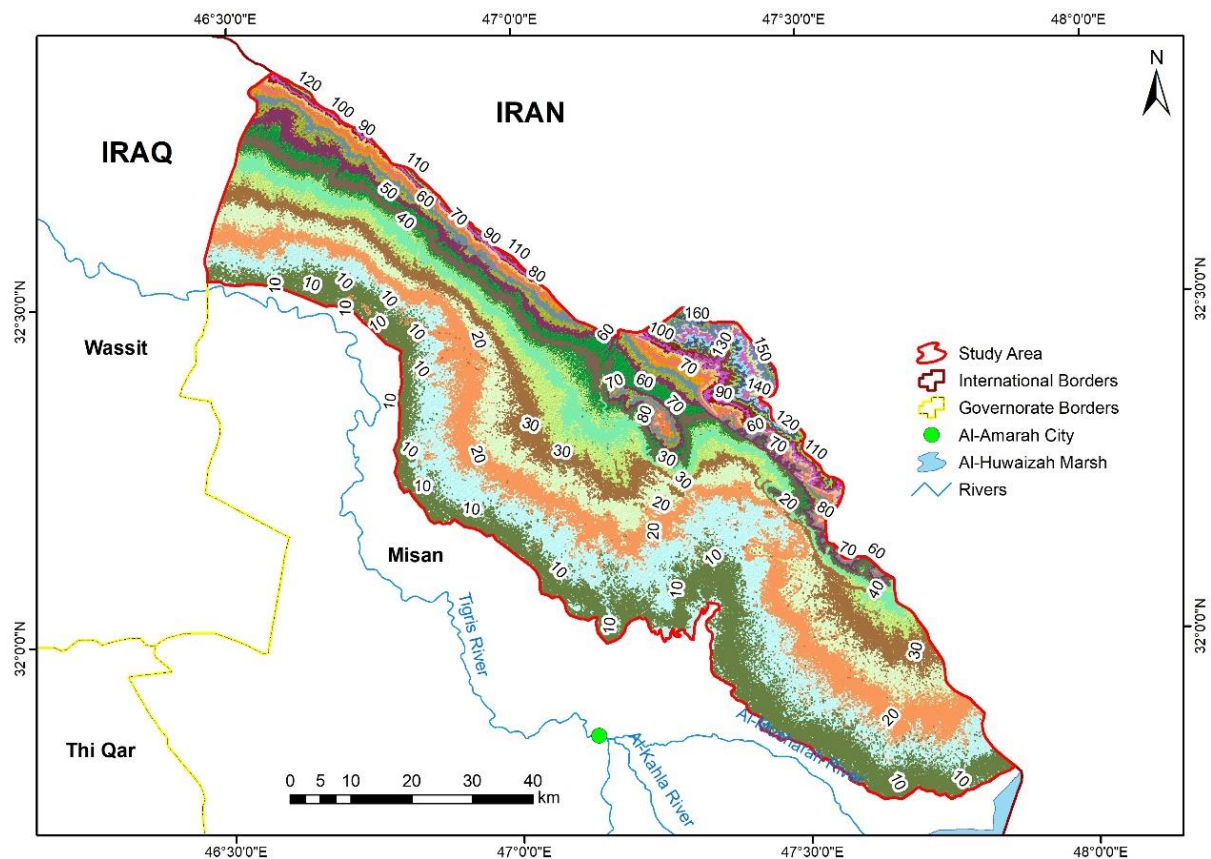 46°30'0"E
47°0'0"E
47°30'0"E
48°0'0"E
N
IRAN
IRAQ
120
100
90
110
50
60
40
70
90
110
80
32°30'0"N
32°30'0"N
10
10
10
10
10
10
10
20
60
160
100
130
150
70
140
Wassit
10
10
70
60
90
80
70
60
120
70
110
30
30
20
30
30
20
20
20
80
10
10
10
10
10
70
60
40
Misan
10
10
30
20
10
10
Study Area
International Borders
Governorate Borders
Al-Amarah City
Al-Huwaizah Marsh
Rivers
32°0'0"N
32°0'0"N
Tigris River
Thi Qar
Al-Kahla River
0 5 10 20 30 40
km
46°30'0"E
47°0'0"E
47°30'0"E
48°0'0"E